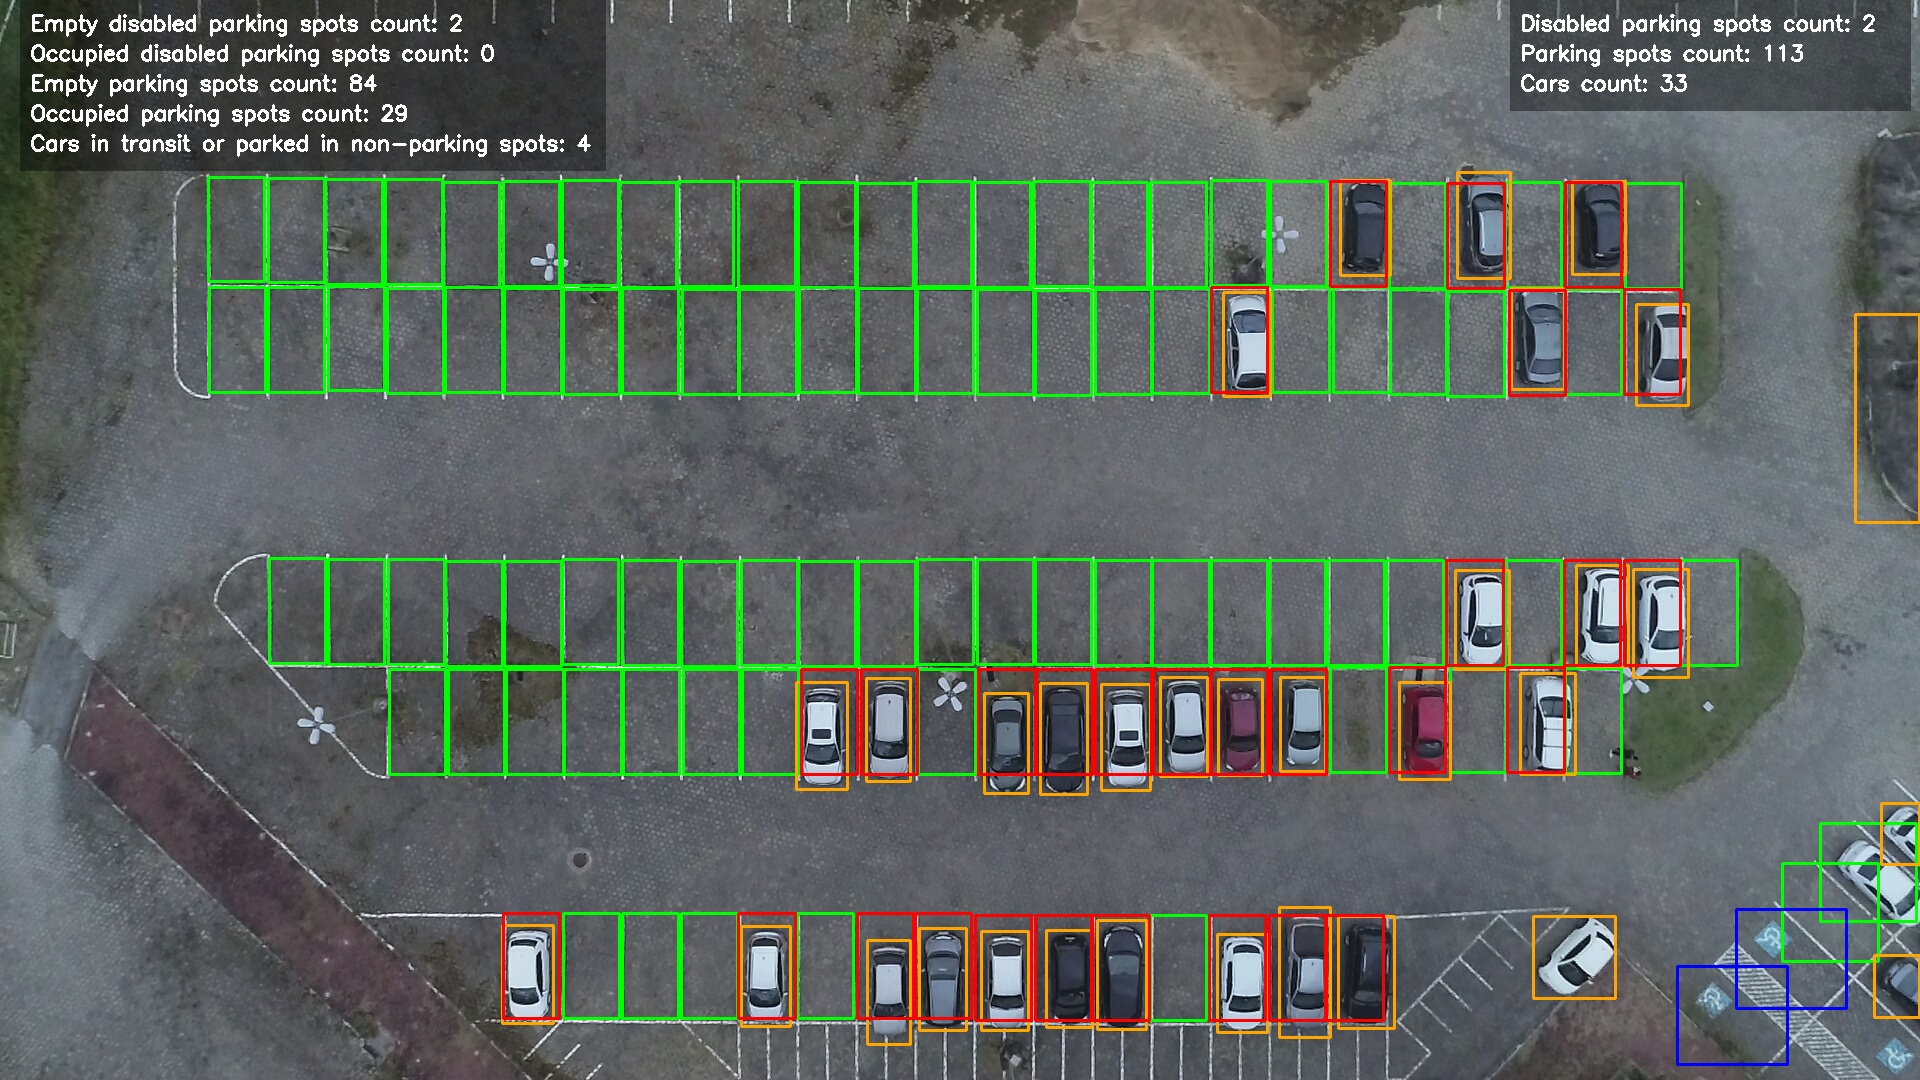 Empty disabled parking spots count: 2
Occupied disabled parking spots count: 0
Empty parking spots count: 84
Occupied parking spots count: 29
Cars in transit or parked in non-parking spots: 4
Disabled parking spots count: 2
Parking spots count: 113
Cars count: 33